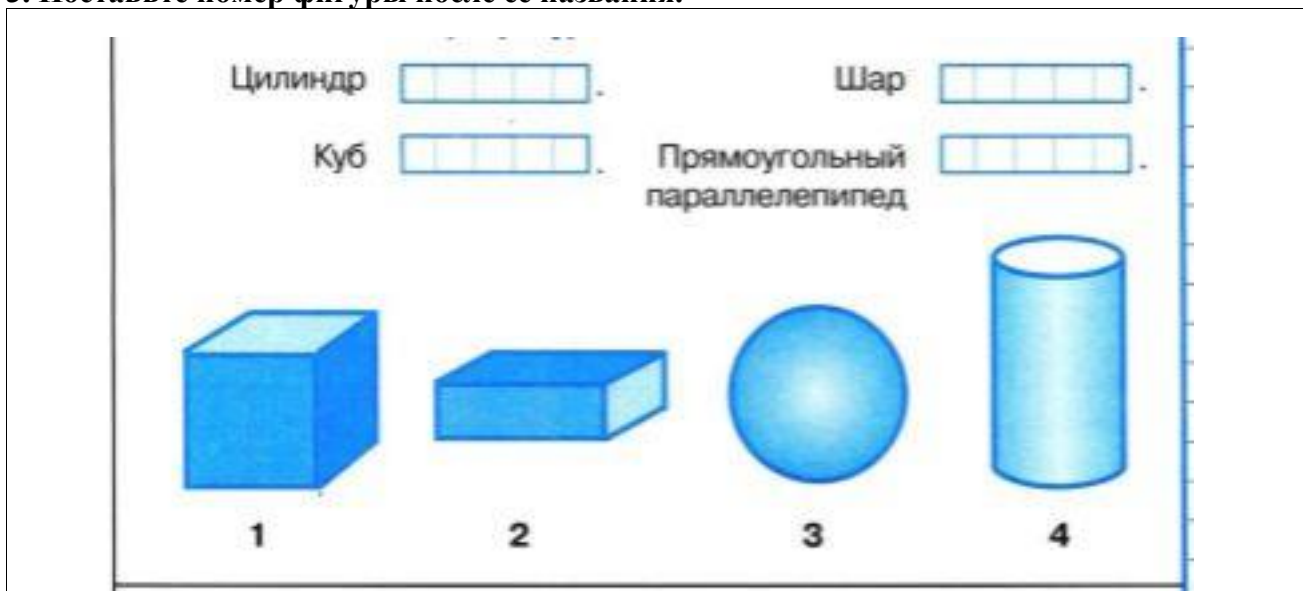 Цилиндр . Шар .
Куб . Прямоугольный .
параллелепипед
1 2 3 4